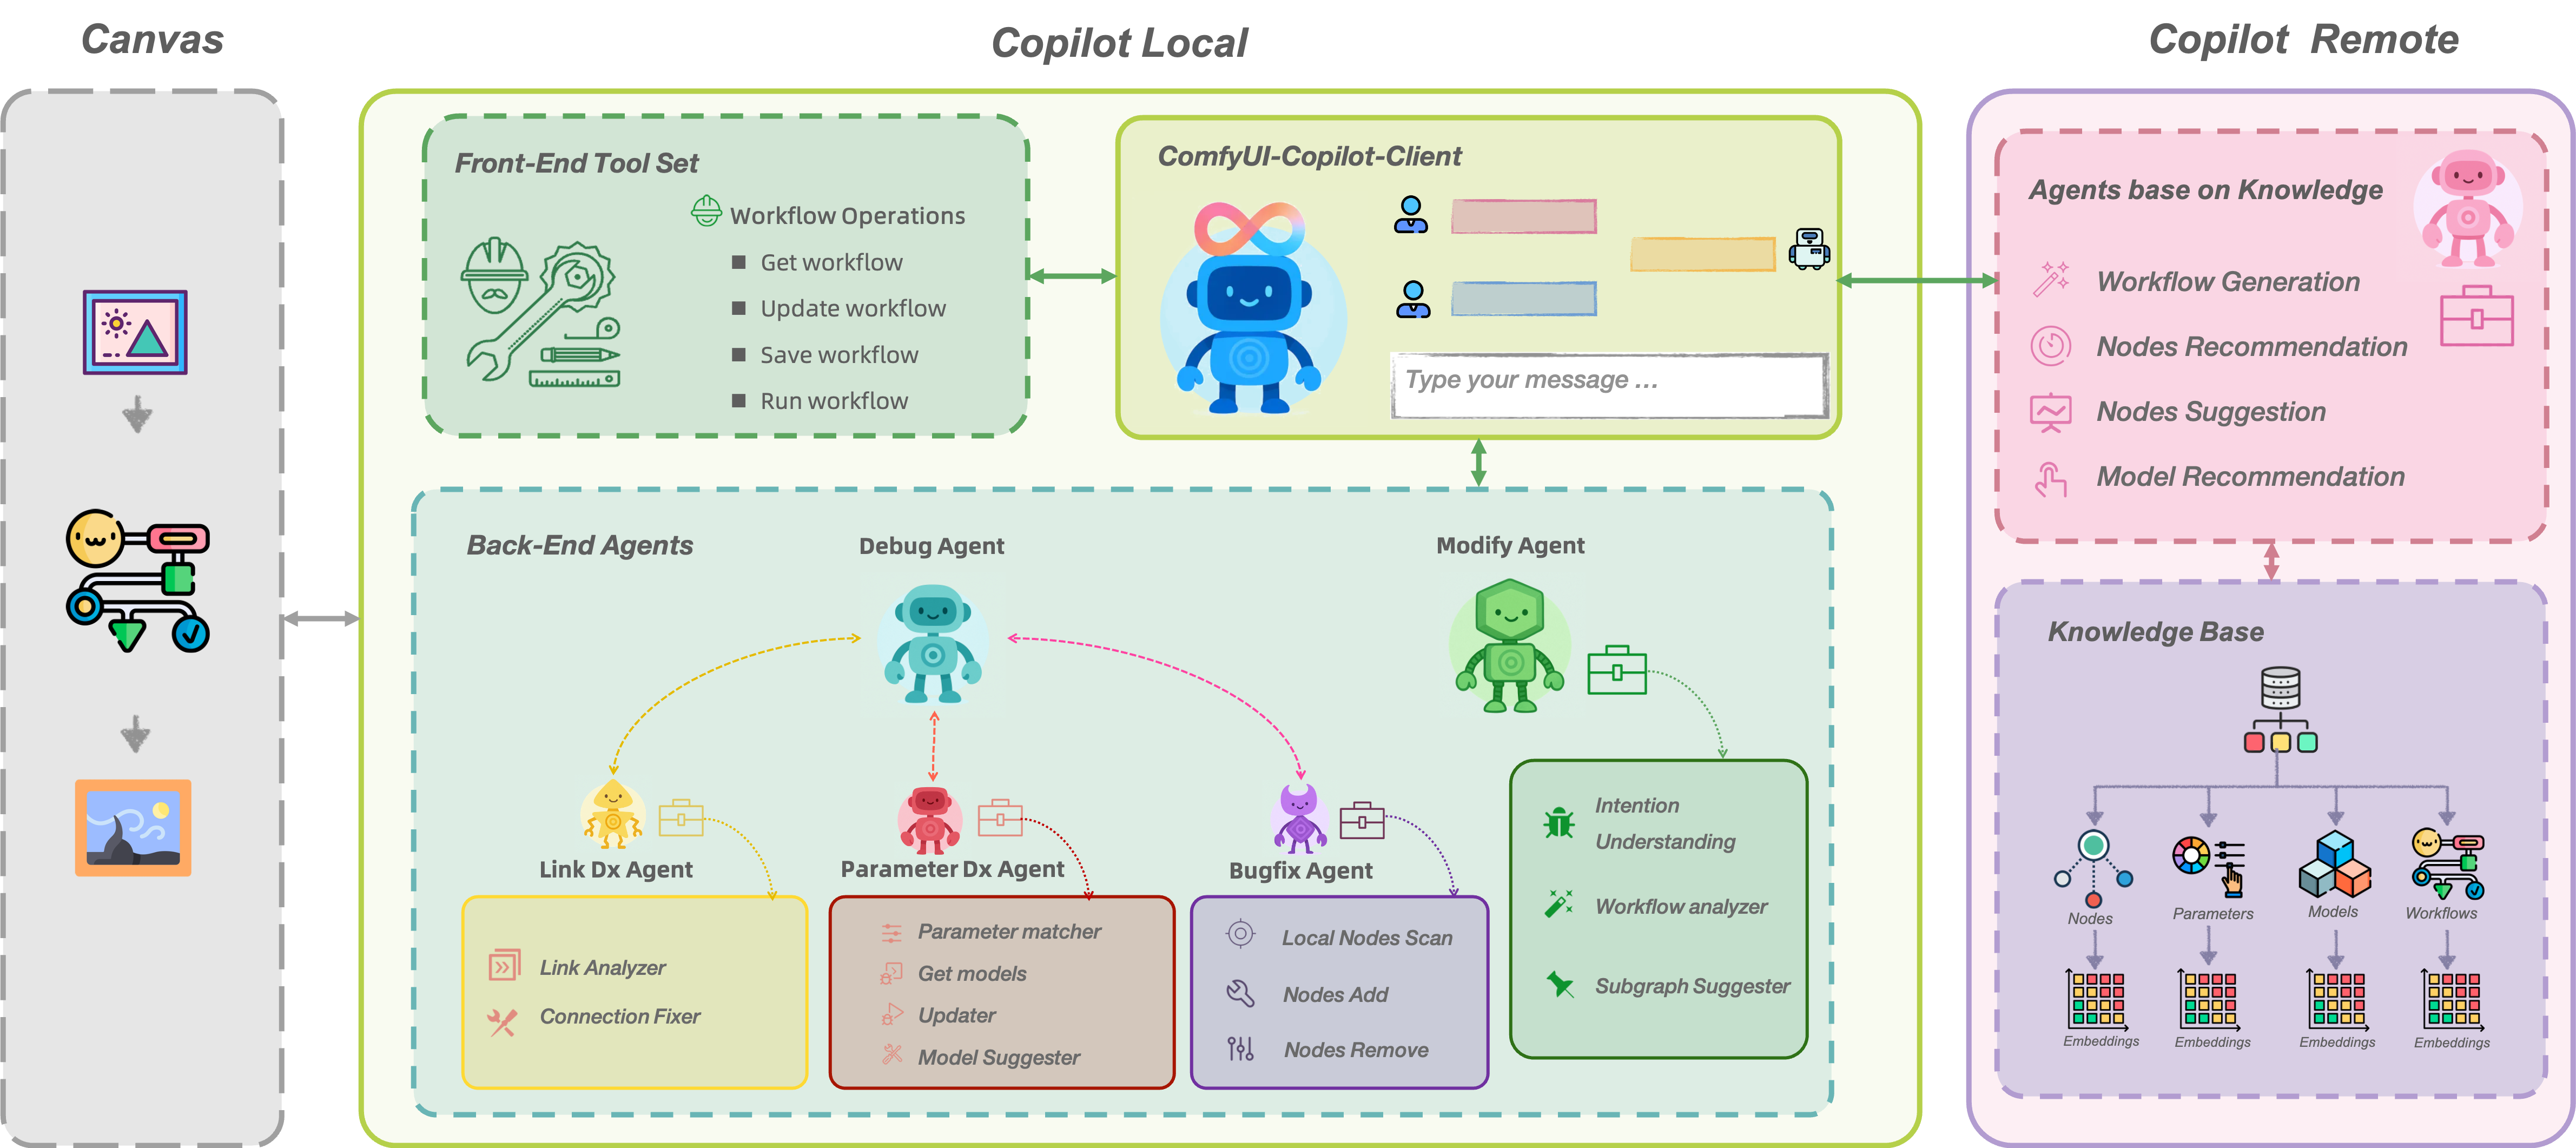 Canvas
Copilot Local
Copilot Remote
Front-End Tool Set
Workflow Operations
Get workflow
Update workflow
Save workflow
Run workflow
ComfyUI-Copilot-Client
Type your message ...
Back-End Agents
Debug Agent
Modify Agent
Link Dx Agent
Parameter Dx Agent
Bugfix Agent
Link Analyzer
Connection Fixer
Parameter matcher
Get models
Updater
Model Suggester
Local Nodes Scan
Nodes Add
Nodes Remove
Intention
Understanding
Workflow analyzer
Subgraph Suggester
Agents base on Knowledge
Workflow Generation
Nodes Recommendation
Nodes Suggestion
Model Recommendation
Knowledge Base
Nodes
Parameters
Models
Workflows
Embeddings
Embeddings
Embeddings
Embeddings